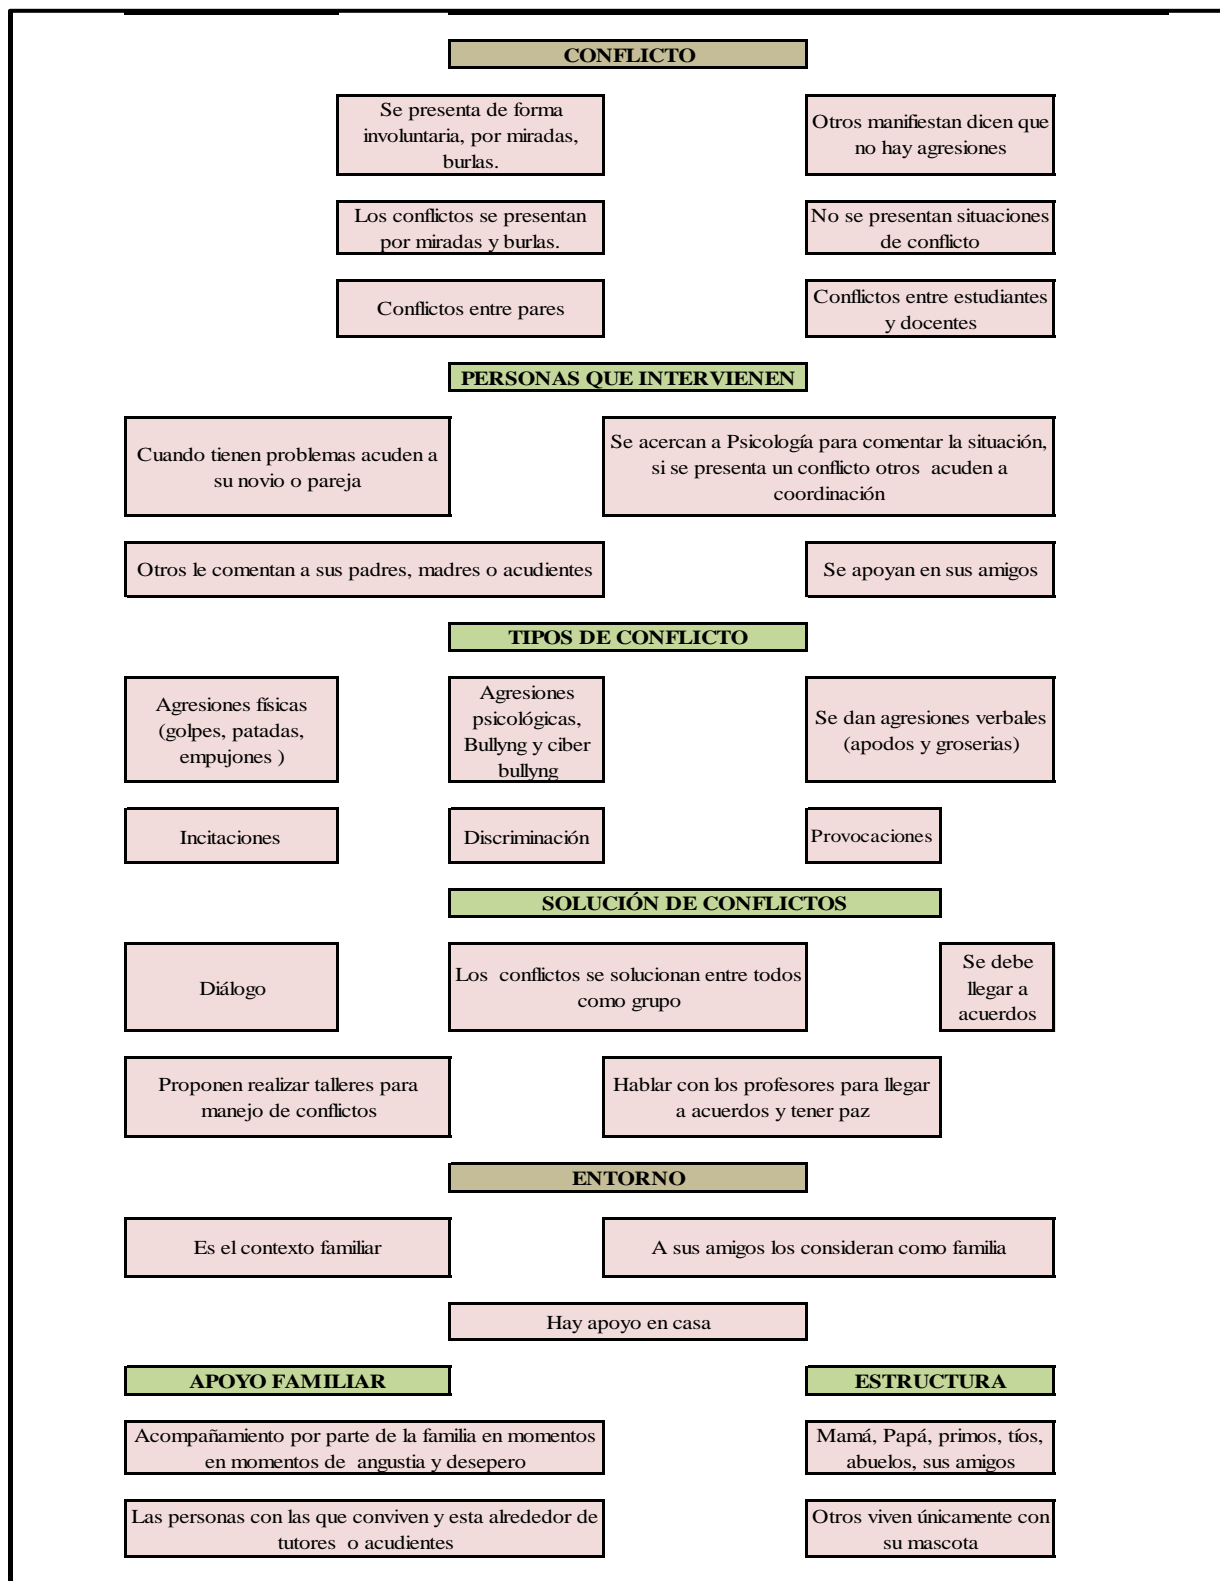 CONFLICTO
Se presenta de forma
involuntaria, por miradas,
burlas.
Otros manifiestan dicen que
no hay agresiones
Los conflictos se presentan
por miradas y burlas.
No se presentan situaciones
de conflicto
Conflictos entre pares
Conflictos entre estudiantes
y docentes
PERSONAS QUE INTERVIENEN
Cuando tienen problemas acuden a
su novio o pareja
Se acercan a Psicología para comentar la situación,
si se presenta un conflicto otros acuden a
coordinación
Otros le comentan a sus padres, madres o acudientes
Se apoyan en sus amigos
TIPOS DE CONFLICTO
Agresiones físicas
(golpes, patadas,
empujones )
Agresiones
psicológicas,
Bullyng y ciber
bullyng
Se dan agresiones verbales
(apodos y groserias)
Incitaciones
Discriminación
Provocaciones
SOLUCIÓN DE CONFLICTOS
Diálogo
Los conflictos se solucionan entre todos
como grupo
Se debe
llegar a
acuerdos
Proponen realizar talleres para
manejo de conflictos
Hablar con los profesores para llegar
a acuerdos y tener paz
ENTORNO
Es el contexto familiar
A sus amigos los consideran como familia
Hay apoyo en casa
APOYO FAMILIAR
ESTRUCTURA
Acompañamiento por parte de la familia en momentos
en momentos de angustia y desepero
Mamá, Papá, primos, tíos,
abuelos, sus amigos
Las personas con las que conviven y esta alrededor de
tutores o acudientes
Otros viven únicamente con
su mascota